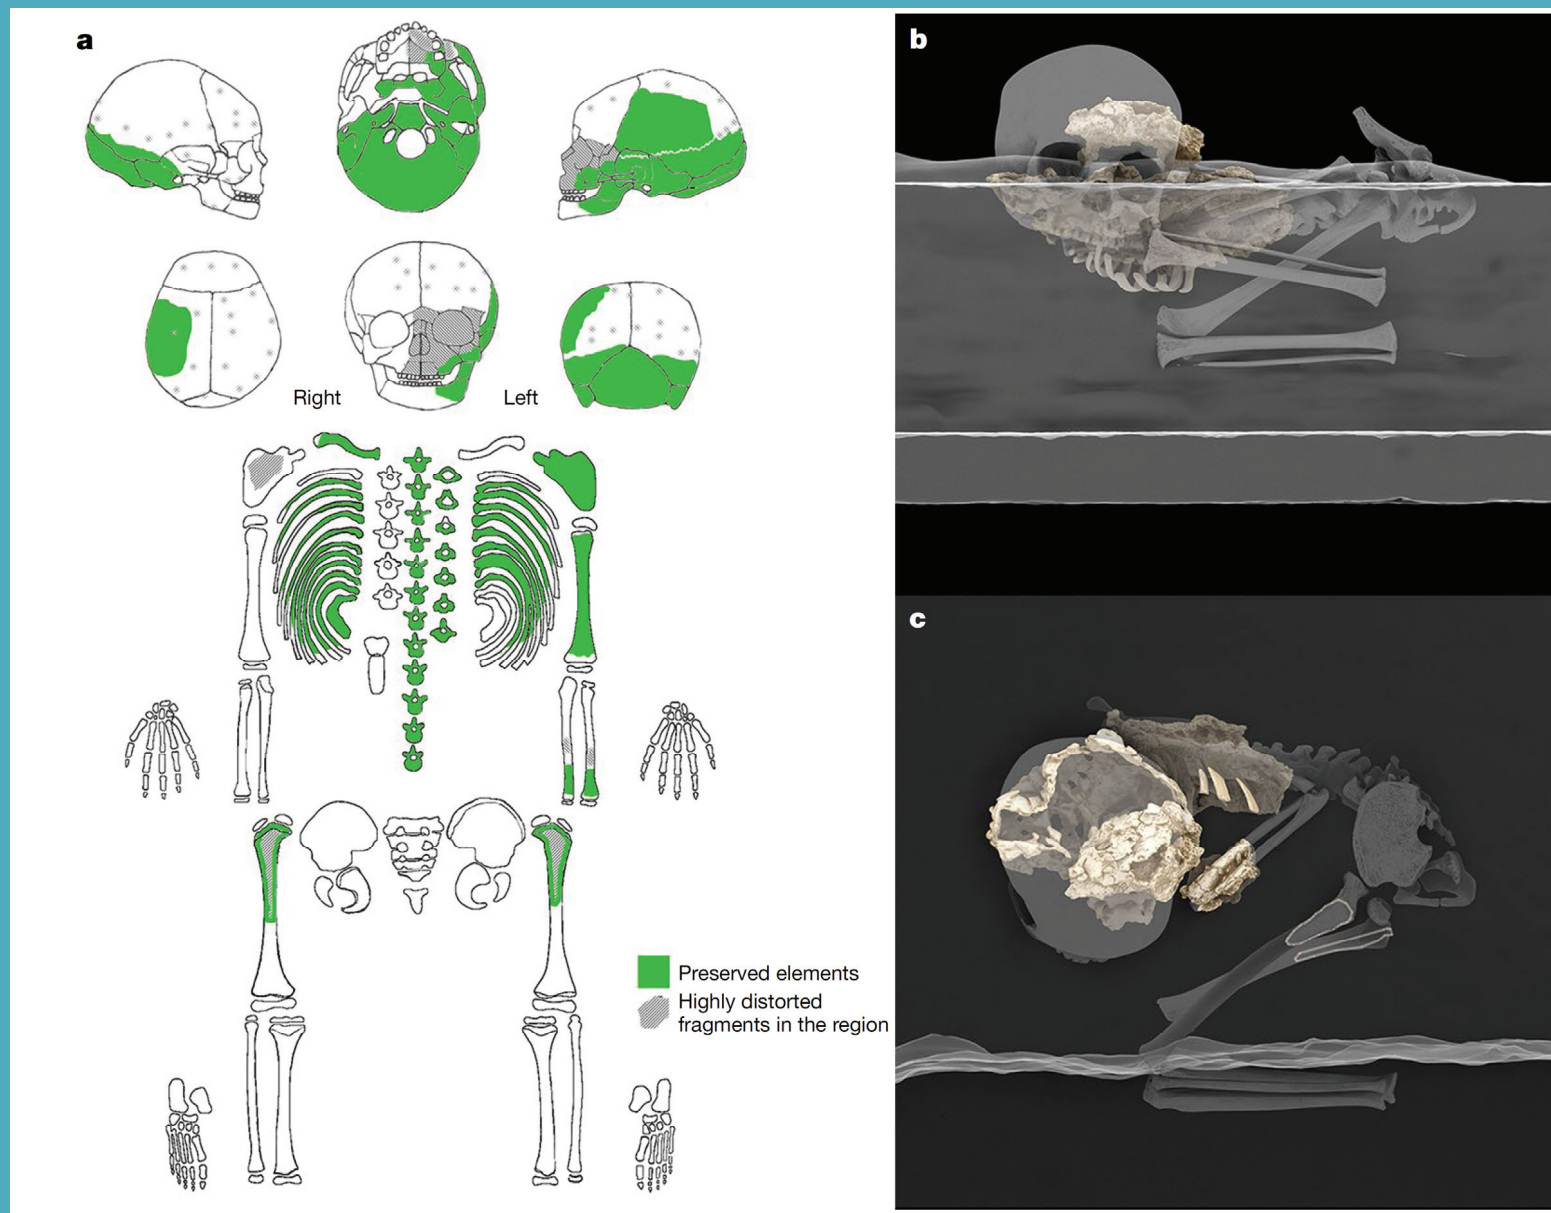 a
Right
Left
Preserved elements
Highly distorted
fragments in the region
b
c